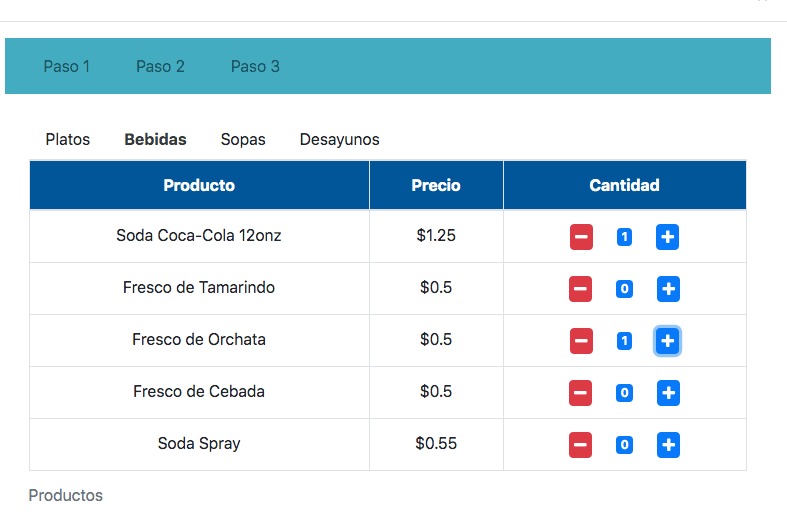 Paso 1 Paso 2 Paso 3
Platos Bebidas Sopas Desayunos
Producto Precio Cantidad
Soda Coca-Cola 12onz $1.25 1
Fresco de Tamarindo $0.5 0
Fresco de Orchata $0.5 1
Fresco de Cebada $0.5 0
Soda Spray $0.55 0
Productos